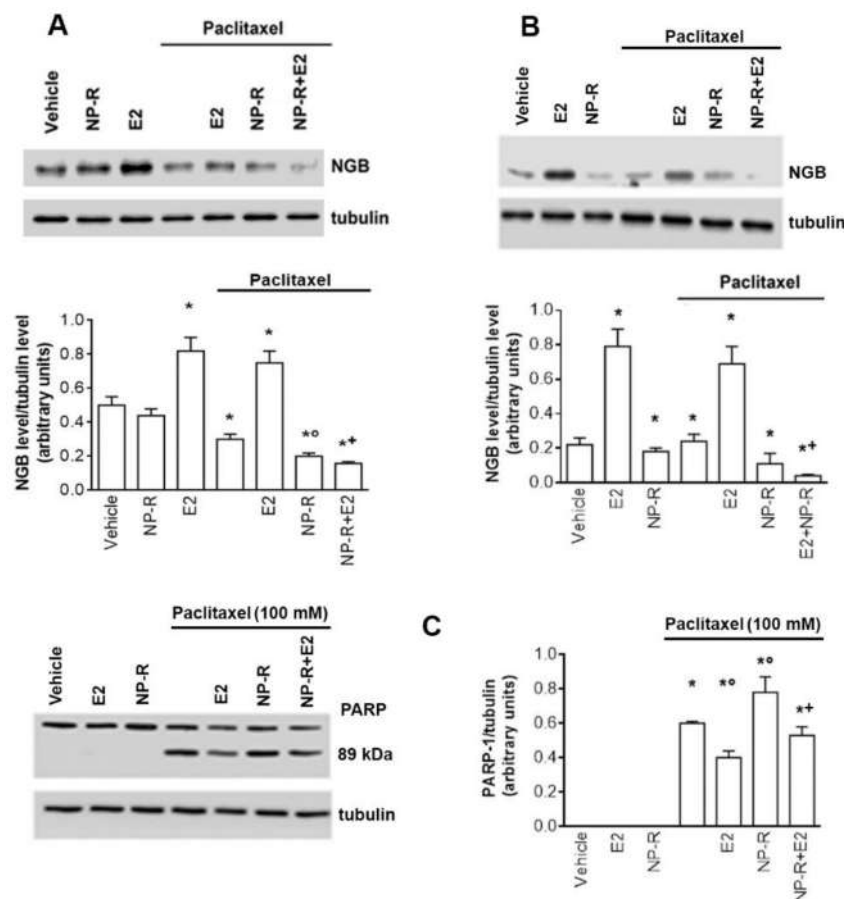 A
Paclitaxel
Vehicle
NP-R
E2
E2
NP-R
NP-R+E2
NGB
tubulin
Paclitaxel
NGB level/tubulin level
(arbitrary units)
1.0
0.8
0.6
0.4
0.2
0.0
*
*
*
*°
*+
Vehicle
NP-R
E2
E2
NP-R
NP-R+E2
B
Paclitaxel
Vehicle
E2
NP-R
E2
NP-R
NP-R+E2
NGB
tubulin
Paclitaxel
NGB level/tubulin level
(arbitrary units)
1.0
0.8
0.6
0.4
0.2
0.0
*
*
*
*
*
*+
Vehicle
E2
NP-R
E2
NP-R
E2+NP-R
Paclitaxel (100 mM)
Vehicle
E2
NP-R
E2
NP-R
NP-R+E2
PARP
89 kDa
tubulin
C
Paclitaxel (100 mM)
PARP-1/tubulin
(arbitrary units)
1.0
0.8
0.6
0.4
0.2
0.0
*
*°
*°
*+
Vehicle
E2
NP-R
E2
NP-R
NP-R+E2